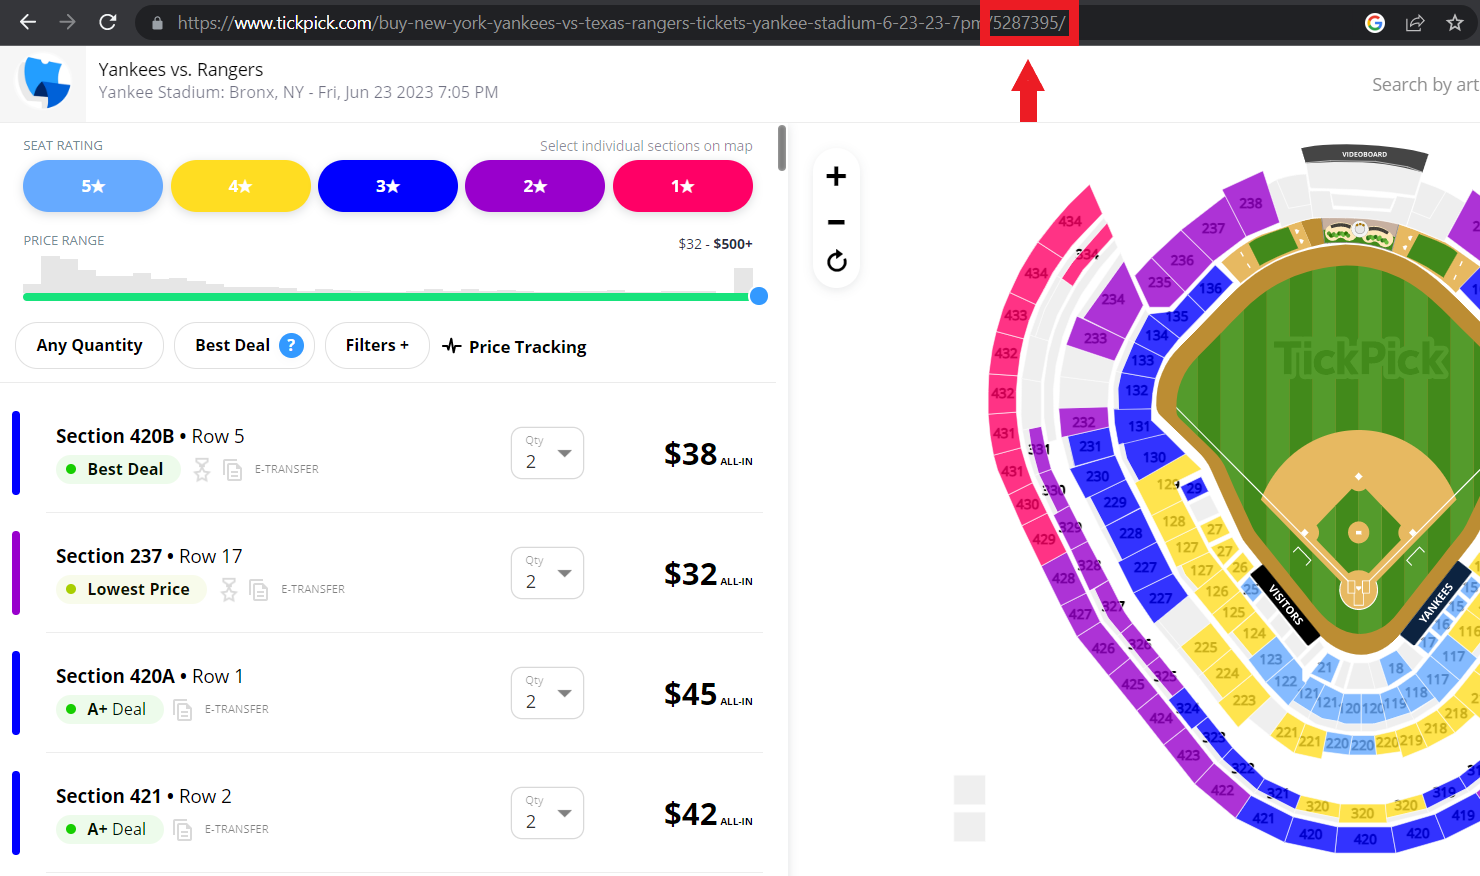 https://www.tickpick.com/buy-new-york-yankees-vs-texas-rangers-tickets-yankee-stadium-6-23-23-7pm/5287395/
Yankees vs. Rangers
Yankee Stadium: Bronx, NY - Fri, Jun 23 2023 7:05 PM
Search by art
SEAT RATING
Select individual sections on map
5★ 4★ 3★ 2★ 1★
PRICE RANGE
$32 - $500+
Any Quantity
Best Deal ?
Filters +
Price Tracking
Section 420B • Row 5
Best Deal
E-TRANSFER
Qty
2
$38 ALL-IN
Section 237 • Row 17
Lowest Price
E-TRANSFER
Qty
2
$32 ALL-IN
Section 420A • Row 1
A+ Deal
E-TRANSFER
Qty
2
$45 ALL-IN
Section 421 • Row 2
A+ Deal
E-TRANSFER
Qty
2
$42 ALL-IN
+
−
VIDEOBOARD
TickPick
VISITORS
YANKEES
434
334
434
433
432
432
431
431
430
429
428
427
426
425
424
423
422
421
420
420
420
419
238
237
236
235
234
233
232
231
230
229
228
227
227
225
224
223
221
221
220
220
220
219
218
218
136
135
134
133
132
131
130
129
128
127
127
126
125
124
123
122
121
121
120
120
119
118
117
117
116
29
27
27
26
25
21
18
17
16
15
15
331
330
329
328
327
326
325
324
323
322
321
320
320
320
319